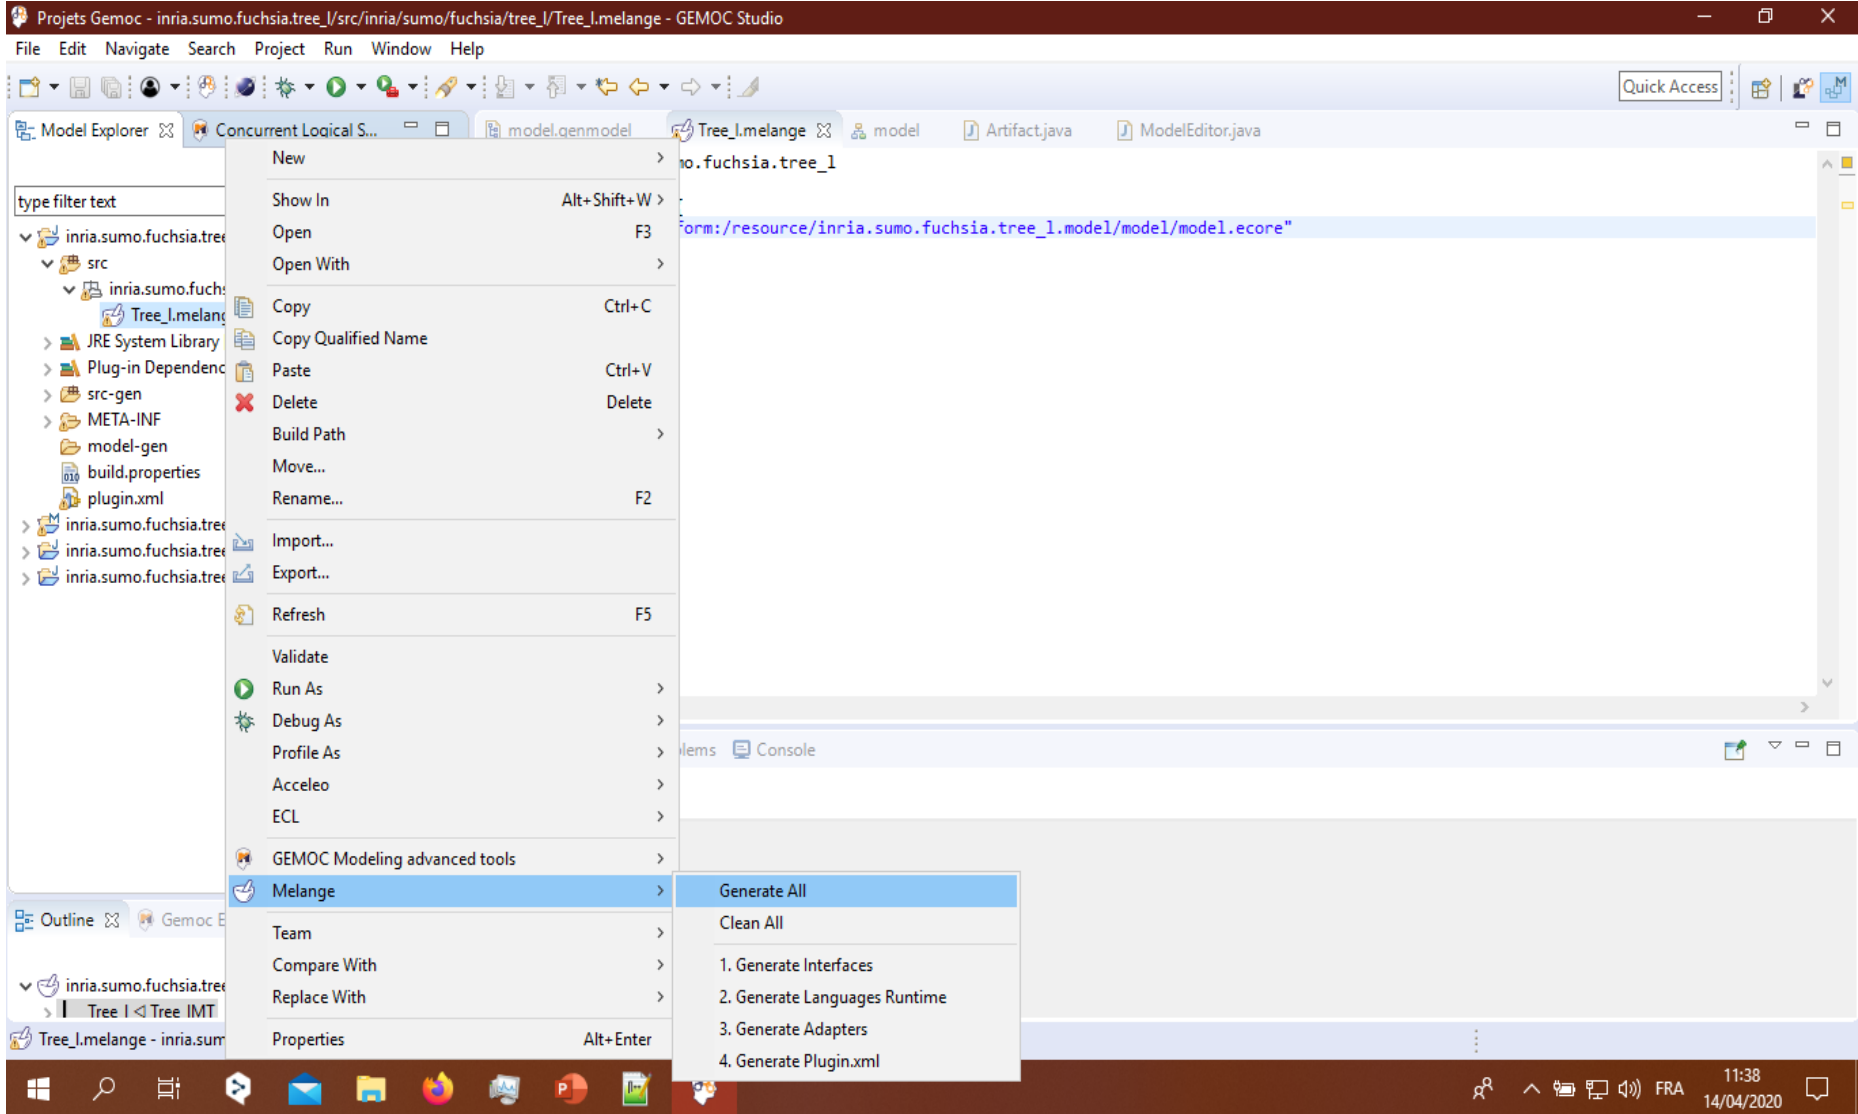 Projets Gemoc - inria.sumo.fuchsia.tree_l/src/inria/sumo/fuchsia/tree_l/Tree_l.melange - GEMOC Studio
File Edit Navigate Search Project Run Window Help
Quick Access
Model Explorer
Concurrent Logical S...
model.genmodel
Tree_l.melange
model
Artifact.java
ModelEditor.java
type filter text
inria.sumo.fuchsia.tree
src
inria.sumo.fuchs
Tree_l.melang
JRE System Library
Plug-in Dependenc
src-gen
META-INF
model-gen
build.properties
plugin.xml
inria.sumo.fuchsia.tree
inria.sumo.fuchsia.tree
inria.sumo.fuchsia.tree
New
Show In Alt+Shift+W
Open F3
Open With
Copy Ctrl+C
Copy Qualified Name
Paste Ctrl+V
Delete Delete
Build Path
Move...
Rename... F2
Import...
Export...
Refresh F5
Validate
Run As
Debug As
Profile As
Acceleo
ECL
GEMOC Modeling advanced tools
Melange
Team
Compare With
Replace With
Properties Alt+Enter
Generate All
Clean All
1. Generate Interfaces
2. Generate Languages Runtime
3. Generate Adapters
4. Generate Plugin.xml
mo.fuchsia.tree_l
form:/resource/inria.sumo.fuchsia.tree_l.model/model/model.ecore"
blems Console
Outline Gemoc E
inria.sumo.fuchsia.tree
Tree_l ◁ Tree_IMT
Tree_l.melange - inria.sum
FRA
11:38
14/04/2020